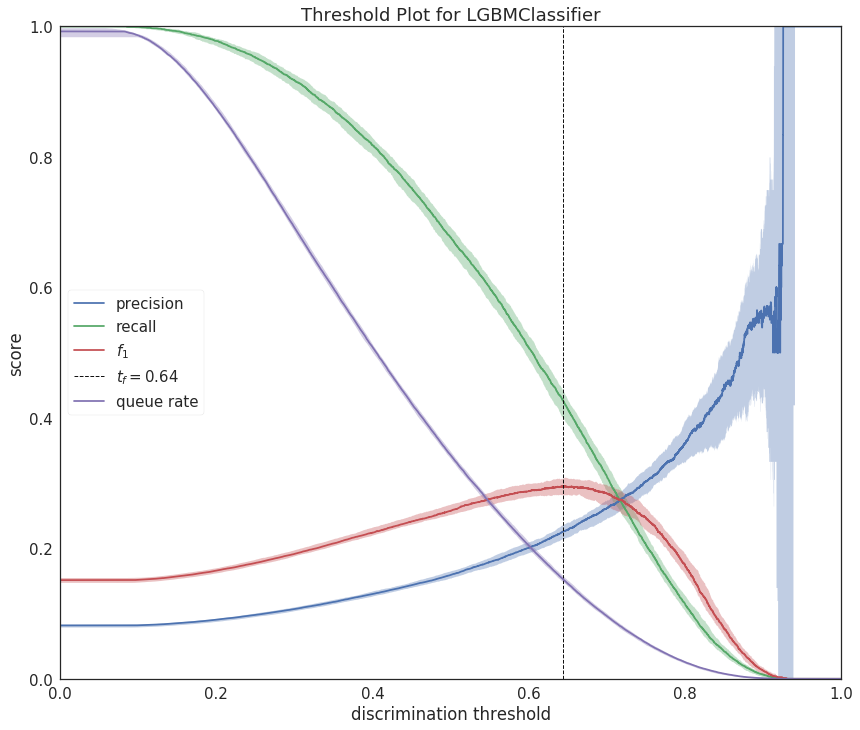 Threshold Plot for LGBMClassifier
1.0
0.8
0.6
0.4
0.2
0.0
score
precision
recall
f₁
t_f = 0.64
queue rate
0.0 0.2 0.4 0.6 0.8 1.0
discrimination threshold